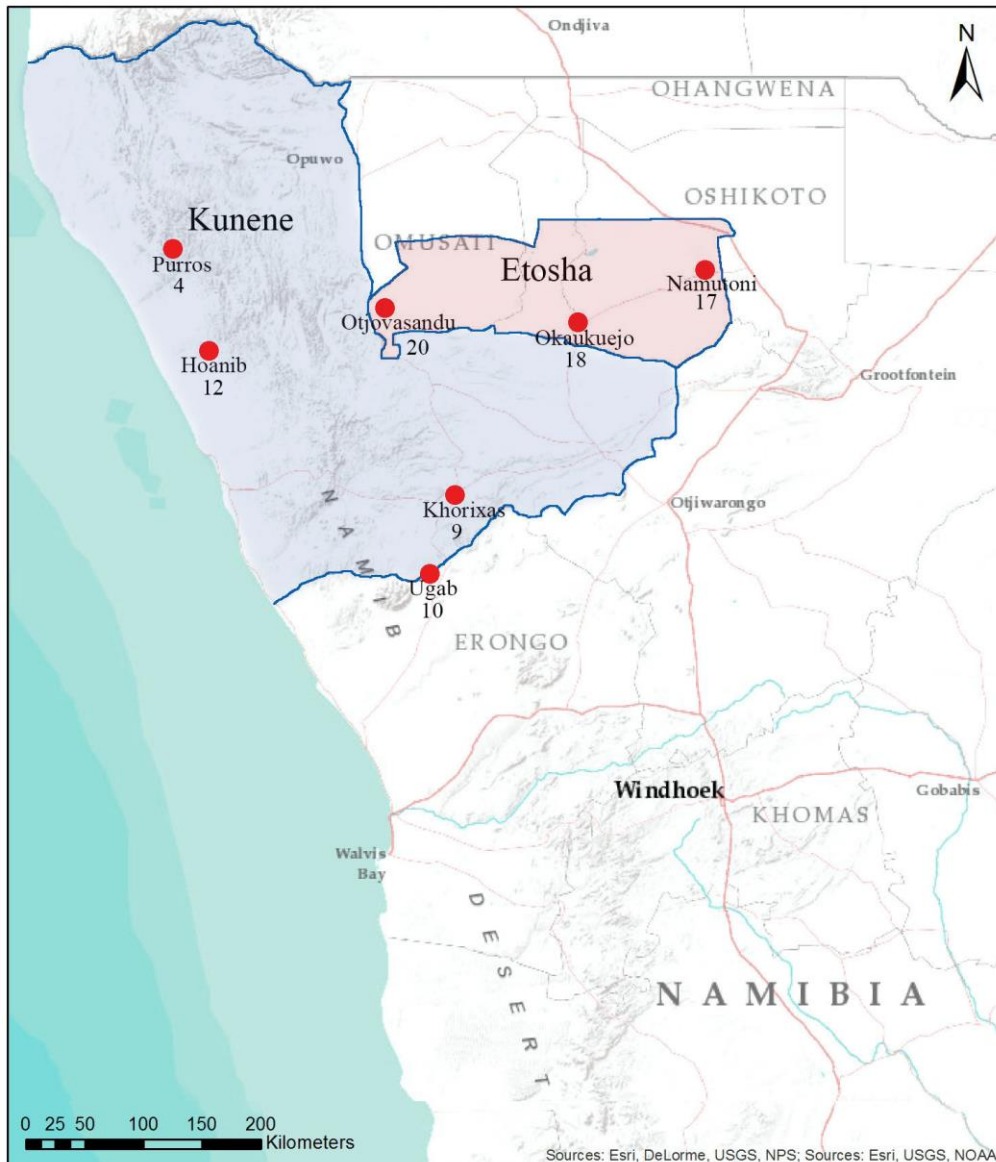 Ondjiva
N
OHANGWENA
Opuwo
OSHIKOTO
Kunene
OMUSATI
Etosha
Purros
4
Namutoni
17
Otjovasandu
20
Okaukuejo
18
Hoanib
12
Grootfontein
Khorixas
9
Otjiwarongo
NAMIB
Ugab
10
ERONGO
Windhoek
Gobabis
KHOMAS
Walvis
Bay
DESERT
NAMIBIA
0 25 50 100 150 200
Kilometers
Sources: Esri, DeLorme, USGS, NPS; Sources: Esri, USGS, NOAA